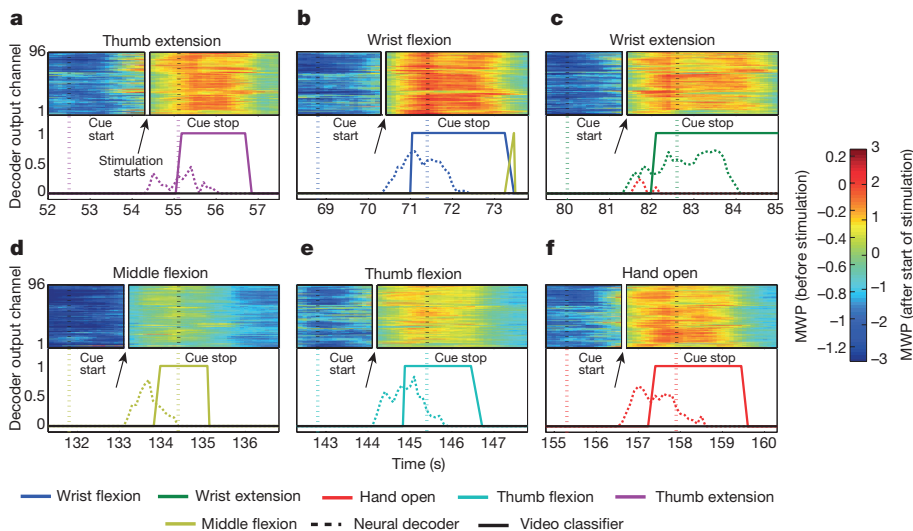 a
Thumb extension
b
Wrist flexion
c
Wrist extension
Decoder output channel
96
1
Cue start
Cue stop
Stimulation starts
1
0.5
0
52 53 54 55 56 57
Cue start
Cue stop
69 70 71 72 73
Cue start
Cue stop
80 81 82 83 84 85
0.2
0
−0.2
−0.4
−0.6
−0.8
−1
−1.2
MWP (before stimulation)
3
2
1
0
−1
−2
−3
MWP (after start of stimulation)
d
Middle flexion
e
Thumb flexion
f
Hand open
Decoder output channel
96
1
Cue start
Cue stop
1
0.5
0
132 133 134 135 136
Cue start
Cue stop
143 144 145 146 147
Cue start
Cue stop
155 156 157 158 159 160
Time (s)
Wrist flexion Wrist extension Hand open Thumb flexion Thumb extension
Middle flexion Neural decoder Video classifier